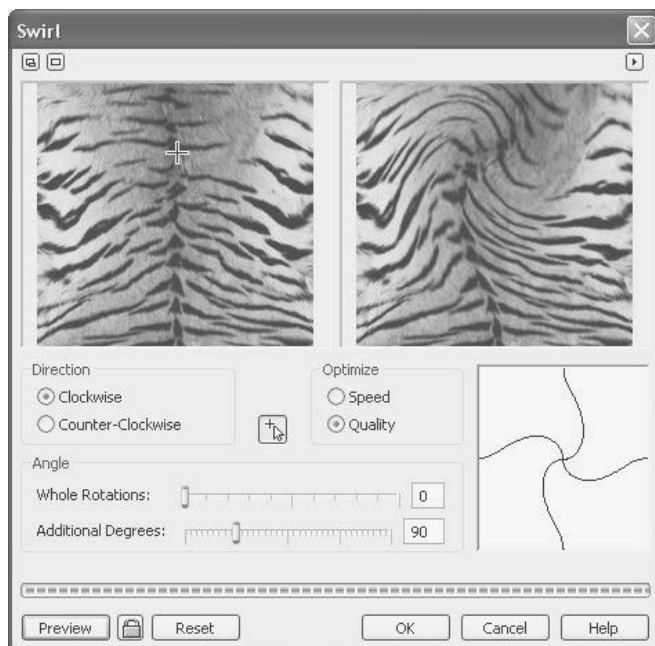 Swirl
Direction
Clockwise
Counter-Clockwise
Optimize
Speed
Quality
Angle
Whole Rotations: 0
Additional Degrees: 90
Preview Reset OK Cancel Help